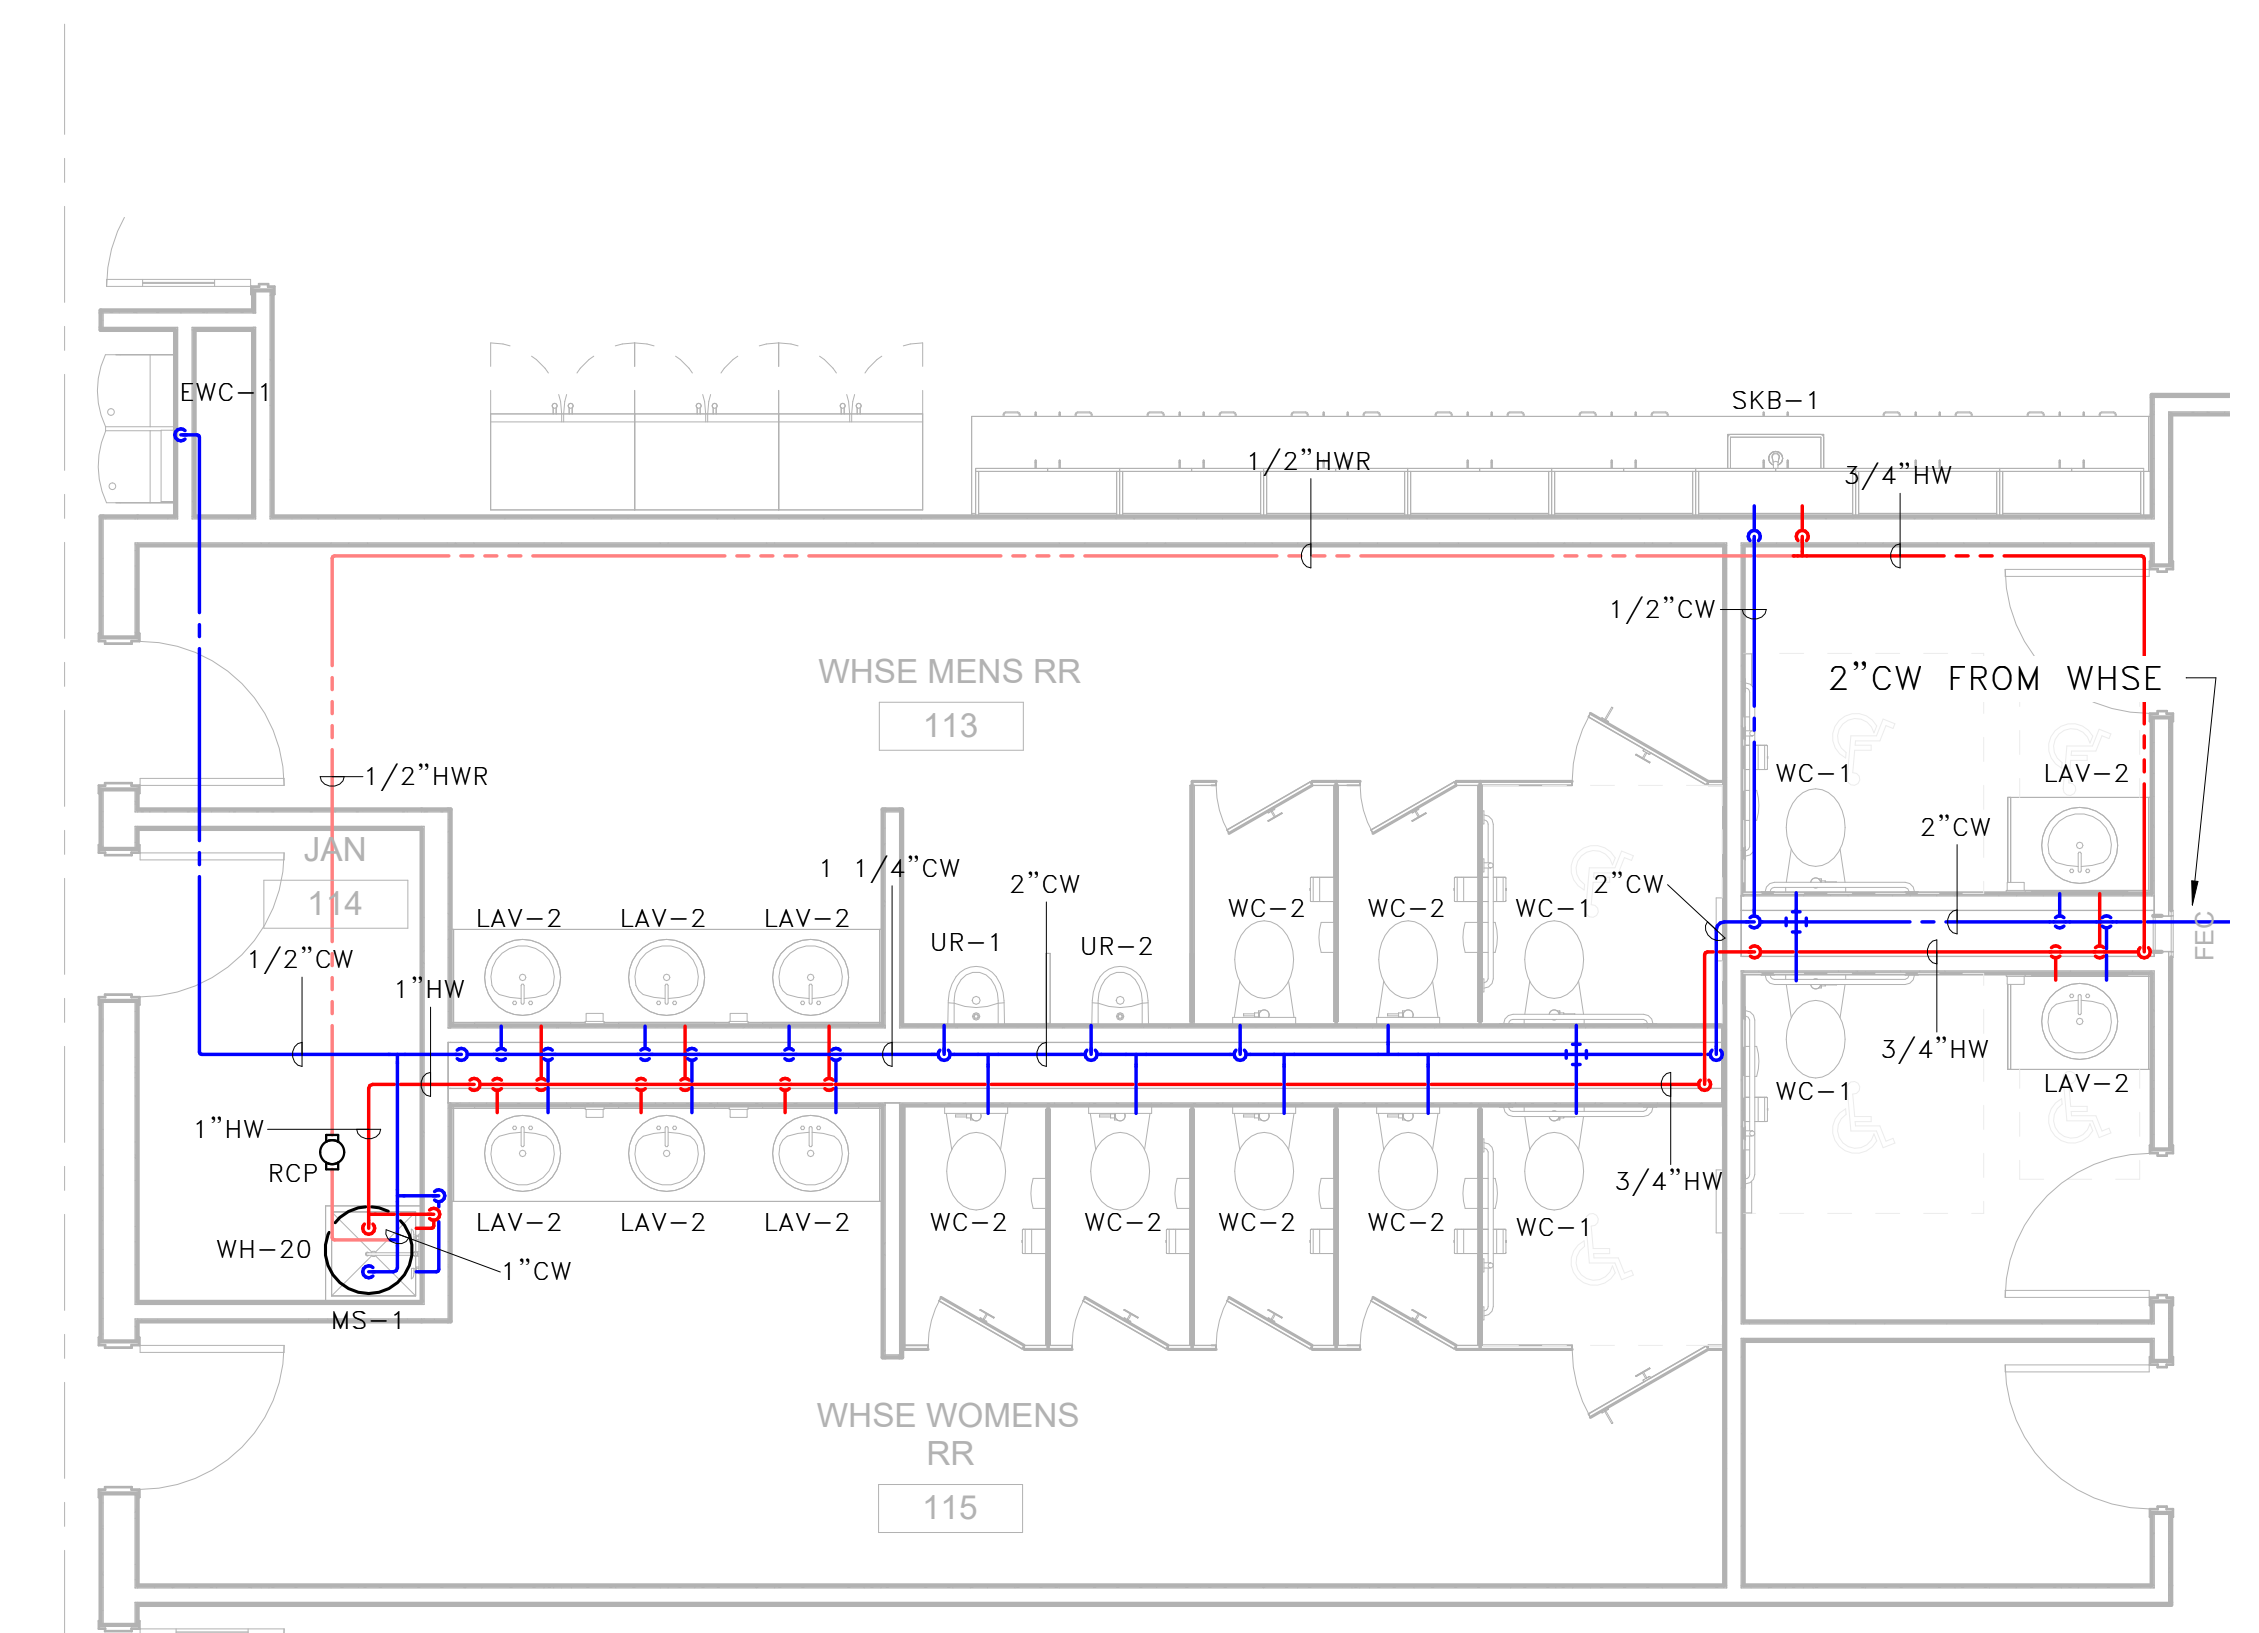 EWC-1
SKB-1
1/2"HWR
3/4"HW
1/2"CW
WHSE MENS RR
113
2"CW FROM WHSE
1/2"HWR
WC-1
LAV-2
2"CW
JAN
114
1 1/4"CW
2"CW
2"CW
LAV-2
LAV-2
LAV-2
WC-2
WC-2
WC-1
UR-1
UR-2
FEC
1/2"CW
1"HW
3/4"HW
WC-1
LAV-2
1"HW
RCP
3/4"HW
LAV-2
LAV-2
LAV-2
WC-2
WC-2
WC-2
WC-2
WC-1
WH-20
1"CW
MS-1
WHSE WOMENS
RR
115